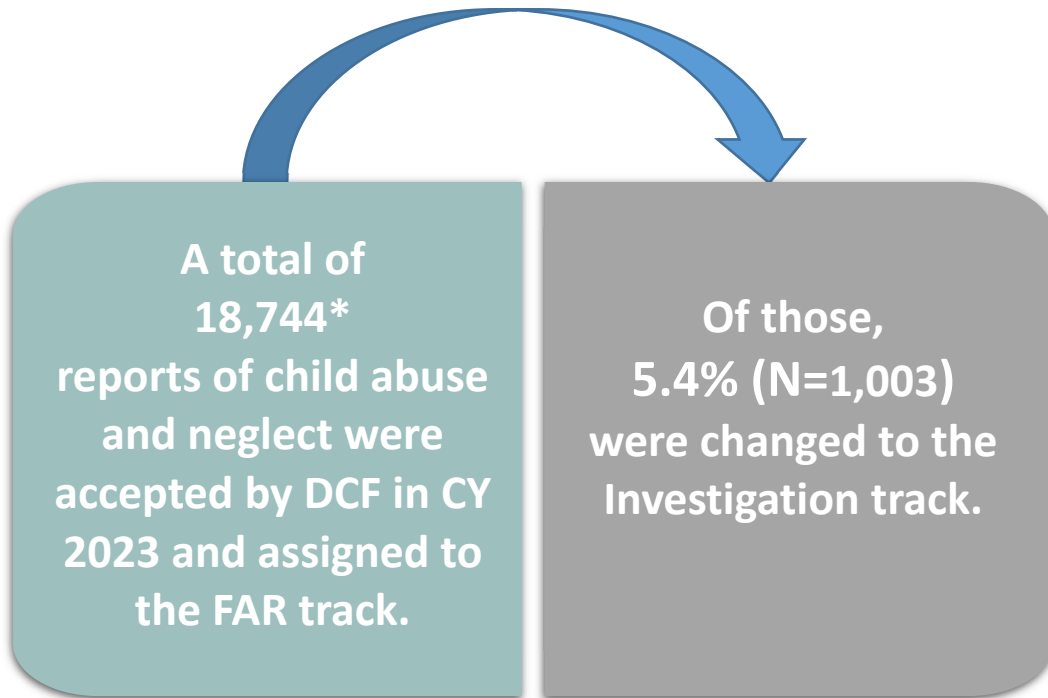 A total of
18,744*
reports of child abuse
and neglect were
accepted by DCF in CY
2023 and assigned to
the FAR track.
Of those,
5.4% (N=1,003)
were changed to the
Investigation track.